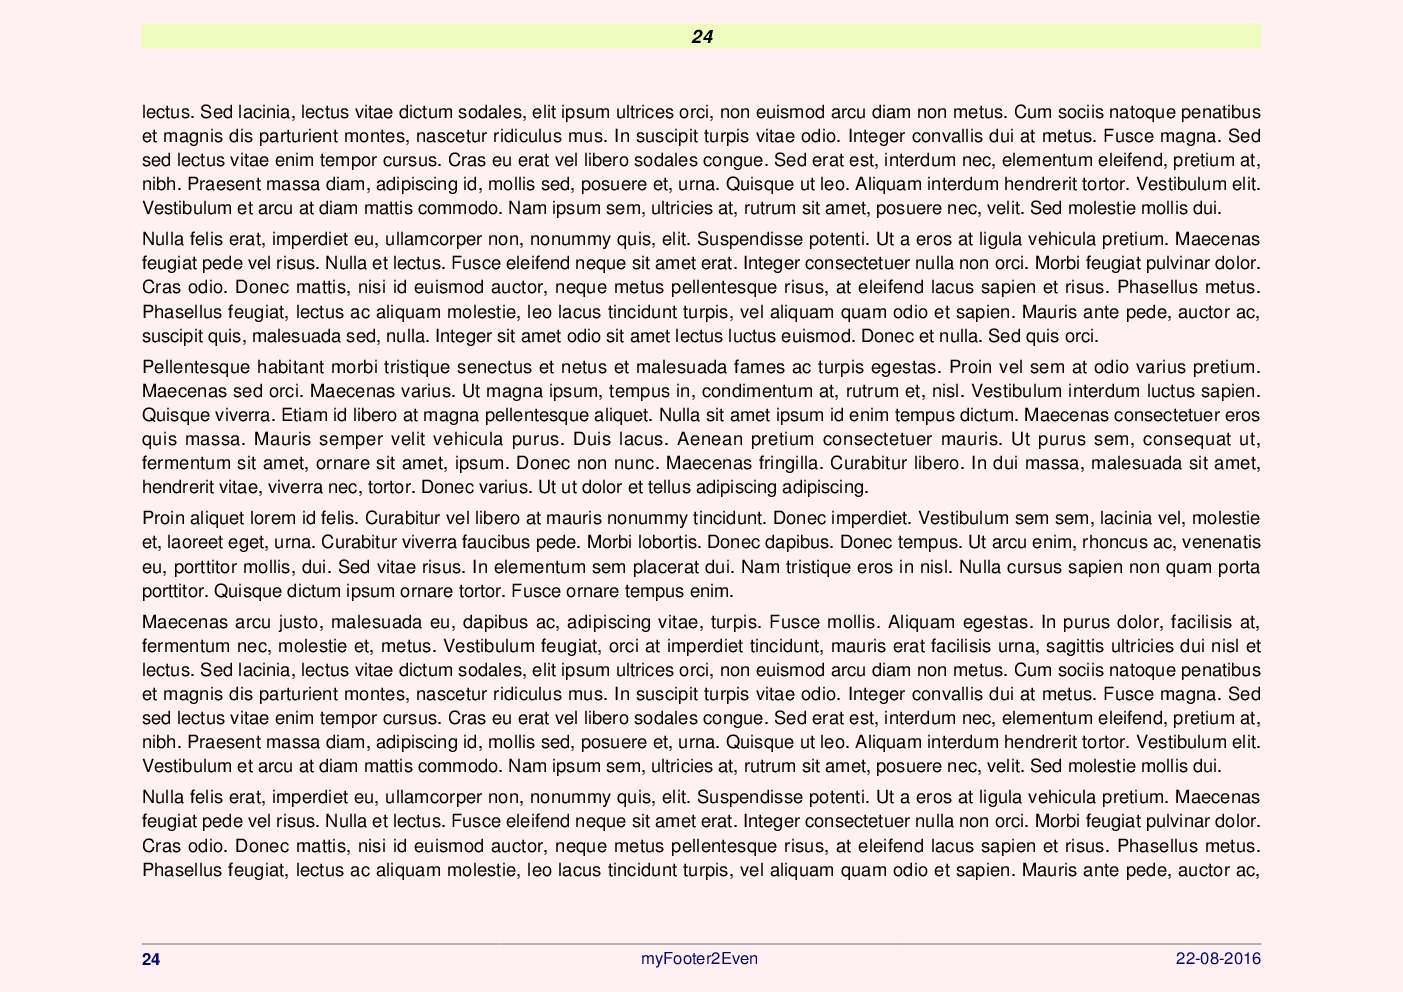 24
lectus. Sed lacinia, lectus vitae dictum sodales, elit ipsum ultrices orci, non euismod arcu diam non metus. Cum sociis natoque penatibus
et magnis dis parturient montes, nascetur ridiculus mus. In suscipit turpis vitae odio. Integer convallis dui at metus. Fusce magna. Sed
sed lectus vitae enim tempor cursus. Cras eu erat vel libero sodales congue. Sed erat est, interdum nec, elementum eleifend, pretium at,
nibh. Praesent massa diam, adipiscing id, mollis sed, posuere et, urna. Quisque ut leo. Aliquam interdum hendrerit tortor. Vestibulum elit.
Vestibulum et arcu at diam mattis commodo. Nam ipsum sem, ultricies at, rutrum sit amet, posuere nec, velit. Sed molestie mollis dui.
Nulla felis erat, imperdiet eu, ullamcorper non, nonummy quis, elit. Suspendisse potenti. Ut a eros at ligula vehicula pretium. Maecenas
feugiat pede vel risus. Nulla et lectus. Fusce eleifend neque sit amet erat. Integer consectetuer nulla non orci. Morbi feugiat pulvinar dolor.
Cras odio. Donec mattis, nisi id euismod auctor, neque metus pellentesque risus, at eleifend lacus sapien et risus. Phasellus metus.
Phasellus feugiat, lectus ac aliquam molestie, leo lacus tincidunt turpis, vel aliquam quam odio et sapien. Mauris ante pede, auctor ac,
suscipit quis, malesuada sed, nulla. Integer sit amet odio sit amet lectus luctus euismod. Donec et nulla. Sed quis orci.
Pellentesque habitant morbi tristique senectus et netus et malesuada fames ac turpis egestas. Proin vel sem at odio varius pretium.
Maecenas sed orci. Maecenas varius. Ut magna ipsum, tempus in, condimentum at, rutrum et, nisl. Vestibulum interdum luctus sapien.
Quisque viverra. Etiam id libero at magna pellentesque aliquet. Nulla sit amet ipsum id enim tempus dictum. Maecenas consectetuer eros
quis massa. Mauris semper velit vehicula purus. Duis lacus. Aenean pretium consectetuer mauris. Ut purus sem, consequat ut,
fermentum sit amet, ornare sit amet, ipsum. Donec non nunc. Maecenas fringilla. Curabitur libero. In dui massa, malesuada sit amet,
hendrerit vitae, viverra nec, tortor. Donec varius. Ut ut dolor et tellus adipiscing adipiscing.
Proin aliquet lorem id felis. Curabitur vel libero at mauris nonummy tincidunt. Donec imperdiet. Vestibulum sem sem, lacinia vel, molestie
et, laoreet eget, urna. Curabitur viverra faucibus pede. Morbi lobortis. Donec dapibus. Donec tempus. Ut arcu enim, rhoncus ac, venenatis
eu, porttitor mollis, dui. Sed vitae risus. In elementum sem placerat dui. Nam tristique eros in nisl. Nulla cursus sapien non quam porta
porttitor. Quisque dictum ipsum ornare tortor. Fusce ornare tempus enim.
Maecenas arcu justo, malesuada eu, dapibus ac, adipiscing vitae, turpis. Fusce mollis. Aliquam egestas. In purus dolor, facilisis at,
fermentum nec, molestie et, metus. Vestibulum feugiat, orci at imperdiet tincidunt, mauris erat facilisis urna, sagittis ultricies dui nisl et
lectus. Sed lacinia, lectus vitae dictum sodales, elit ipsum ultrices orci, non euismod arcu diam non metus. Cum sociis natoque penatibus
et magnis dis parturient montes, nascetur ridiculus mus. In suscipit turpis vitae odio. Integer convallis dui at metus. Fusce magna. Sed
sed lectus vitae enim tempor cursus. Cras eu erat vel libero sodales congue. Sed erat est, interdum nec, elementum eleifend, pretium at,
nibh. Praesent massa diam, adipiscing id, mollis sed, posuere et, urna. Quisque ut leo. Aliquam interdum hendrerit tortor. Vestibulum elit.
Vestibulum et arcu at diam mattis commodo. Nam ipsum sem, ultricies at, rutrum sit amet, posuere nec, velit. Sed molestie mollis dui.
Nulla felis erat, imperdiet eu, ullamcorper non, nonummy quis, elit. Suspendisse potenti. Ut a eros at ligula vehicula pretium. Maecenas
feugiat pede vel risus. Nulla et lectus. Fusce eleifend neque sit amet erat. Integer consectetuer nulla non orci. Morbi feugiat pulvinar dolor.
Cras odio. Donec mattis, nisi id euismod auctor, neque metus pellentesque risus, at eleifend lacus sapien et risus. Phasellus metus.
Phasellus feugiat, lectus ac aliquam molestie, leo lacus tincidunt turpis, vel aliquam quam odio et sapien. Mauris ante pede, auctor ac,
24 myFooter2Even 22-08-2016